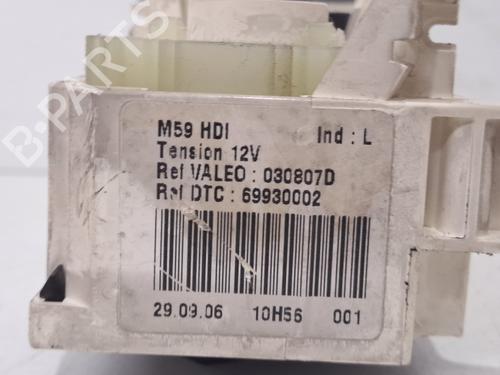 B-PARTS
M59 HDI Ind : L
Tension 12V
Ref VALEO : 030807D
Ref DTC : 69930002
29.09.06 10H56 001